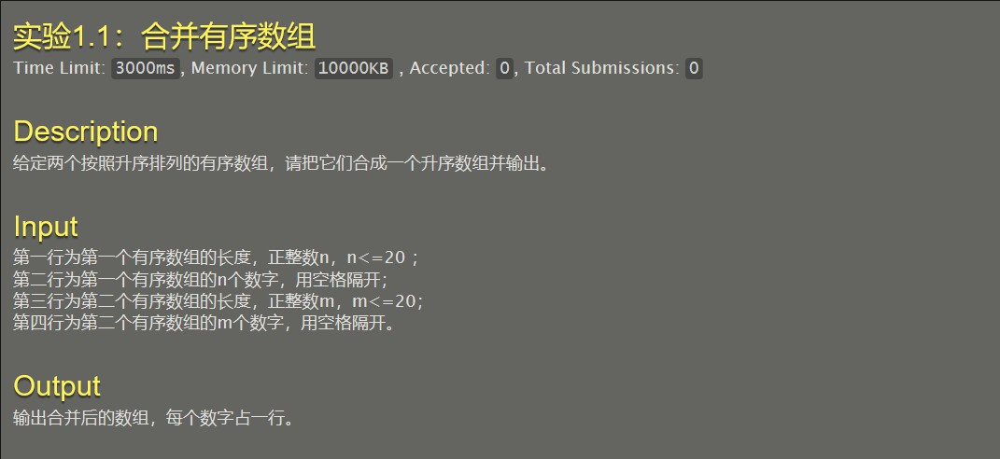 实验1.1：合并有序数组
Time Limit: 3000ms, Memory Limit: 10000KB , Accepted: 0, Total Submissions: 0
Description
给定两个按照升序排列的有序数组，请把它们合成一个升序数组并输出。
Input
第一行为第一个有序数组的长度，正整数n，n<=20 ；
第二行为第一个有序数组的n个数字，用空格隔开；
第三行为第二个有序数组的长度，正整数m，m<=20；
第四行为第二个有序数组的m个数字，用空格隔开。
Output
输出合并后的数组，每个数字占一行。